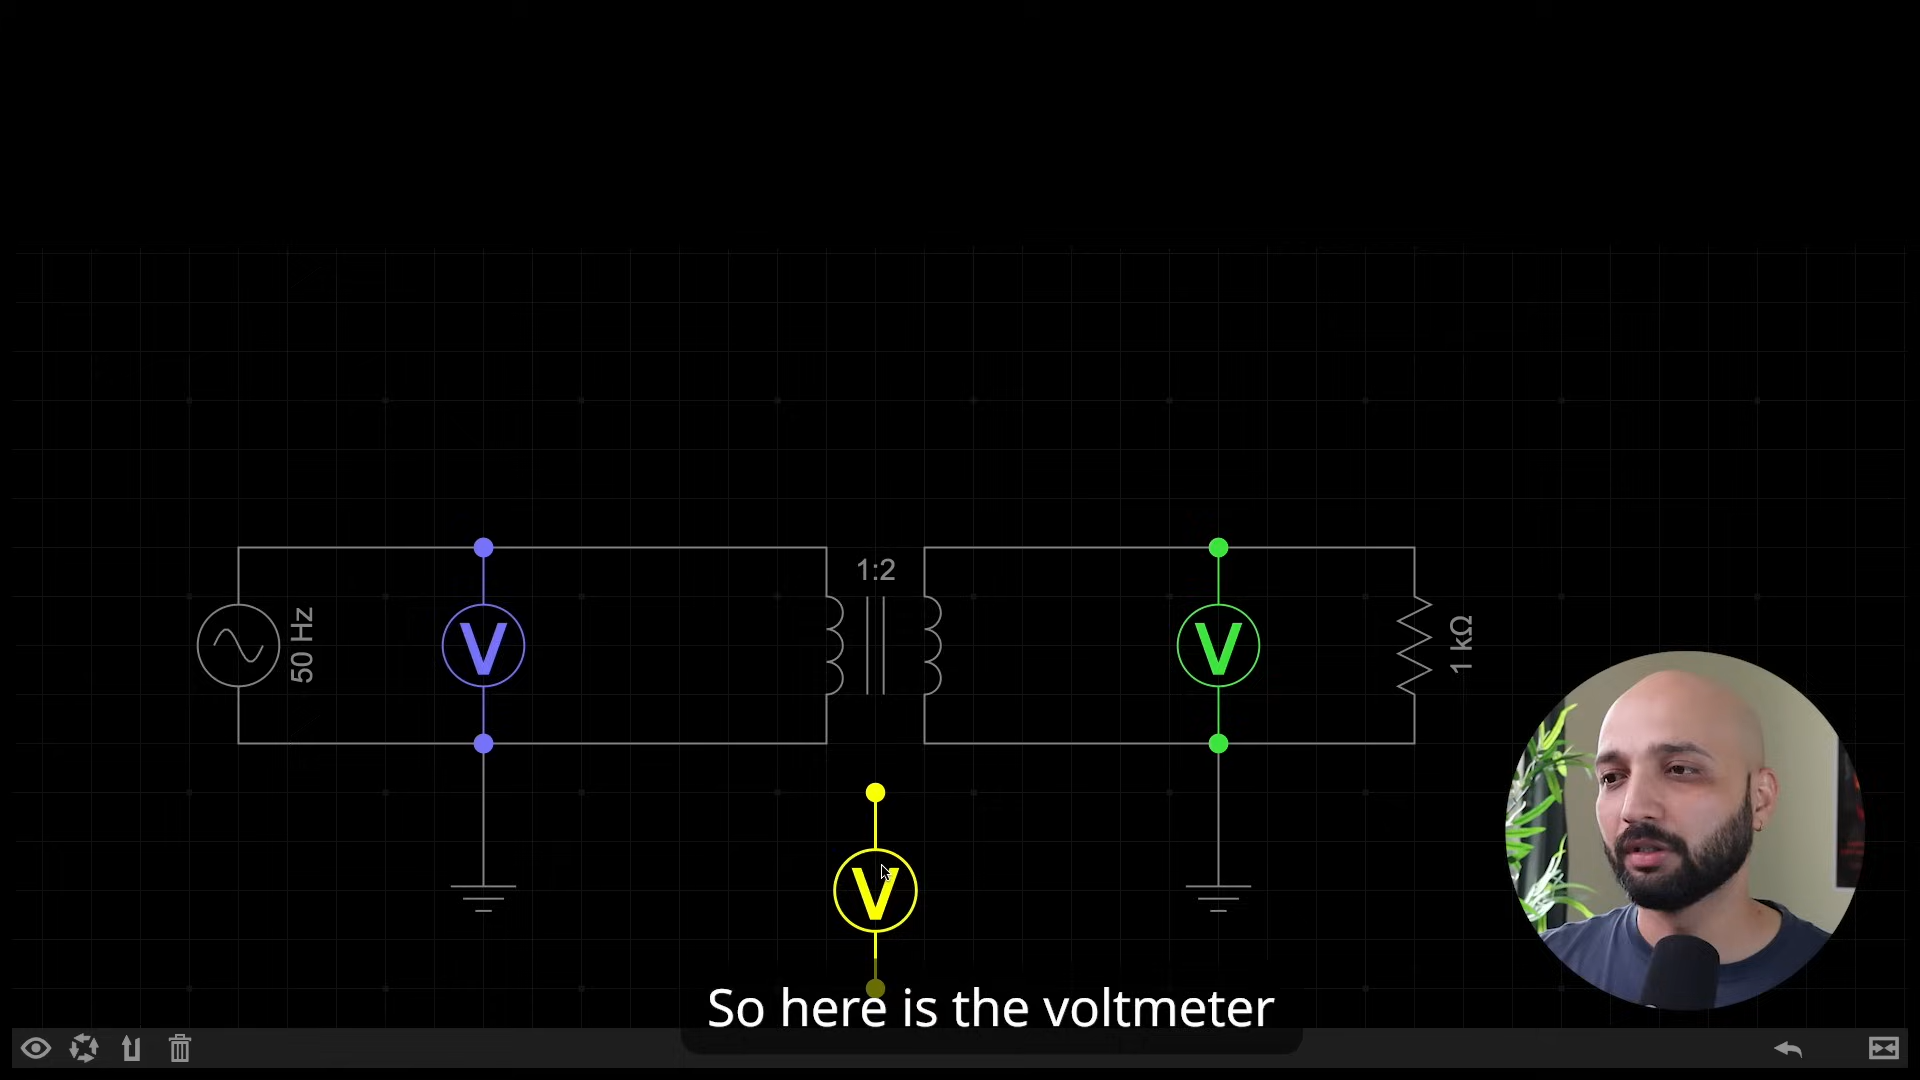 1:2
50 Hz
V
V
1 kΩ
V
So here is the voltmeter